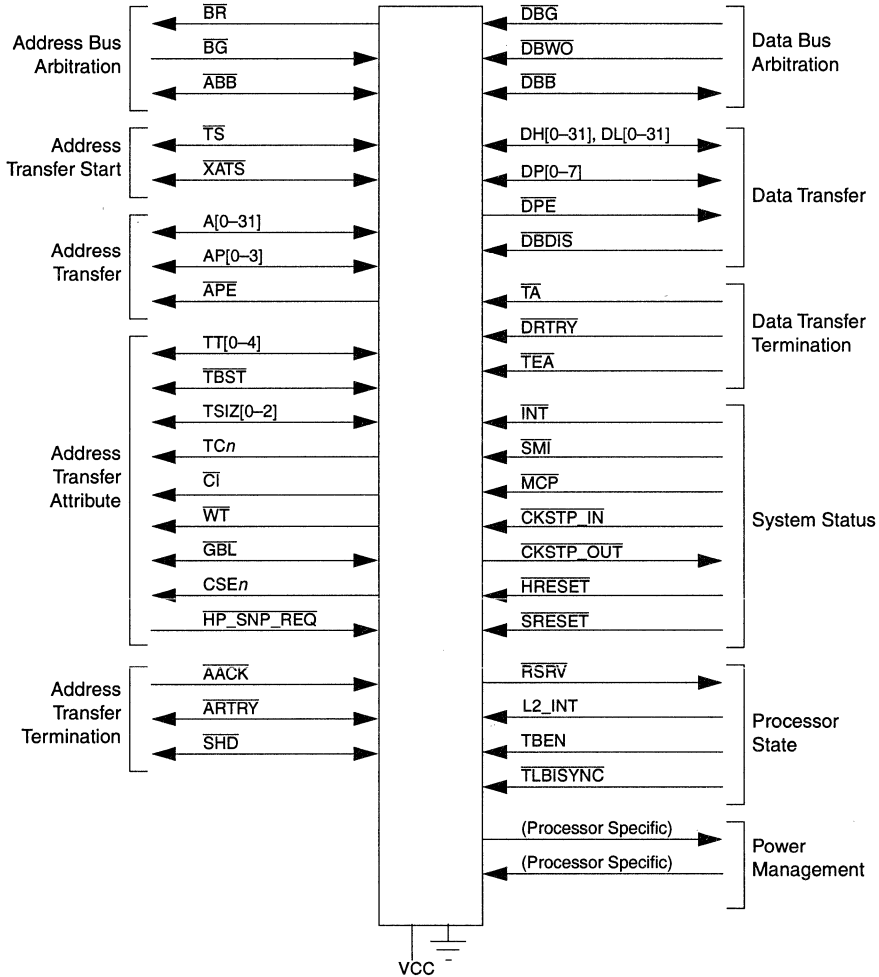 Address Bus
Arbitration
BR
BG
ABB
Address
Transfer Start
TS
XATS
Address
Transfer
A[0–31]
AP[0–3]
APE
Address
Transfer
Attribute
TT[0–4]
TBST
TSIZ[0–2]
TCn
CI
WT
GBL
CSEn
HP_SNP_REQ
Address
Transfer
Termination
AACK
ARTRY
SHD
DBG
DBWO
DBB
Data Bus
Arbitration
DH[0–31], DL[0–31]
DP[0–7]
DPE
DBDIS
Data Transfer
TA
DRTRY
TEA
Data Transfer
Termination
INT
SMI
MCP
CKSTP_IN
CKSTP_OUT
HRESET
SRESET
System Status
RSRV
L2_INT
TBEN
TLBISYNC
Processor
State
(Processor Specific)
(Processor Specific)
Power
Management
VCC